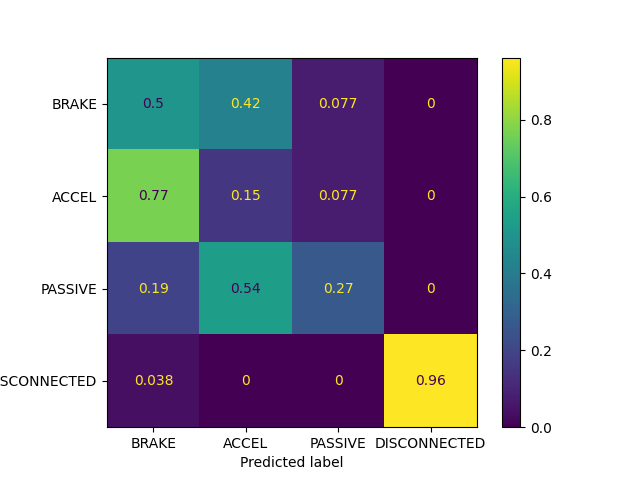 BRAKE 0.5 0.42 0.077 0
0.8
ACCEL 0.77 0.15 0.077 0
0.6
0.4
PASSIVE 0.19 0.54 0.27 0
0.2
SCONNECTED 0.038 0 0 0.96
0.0
BRAKE ACCEL PASSIVE DISCONNECTED
Predicted label